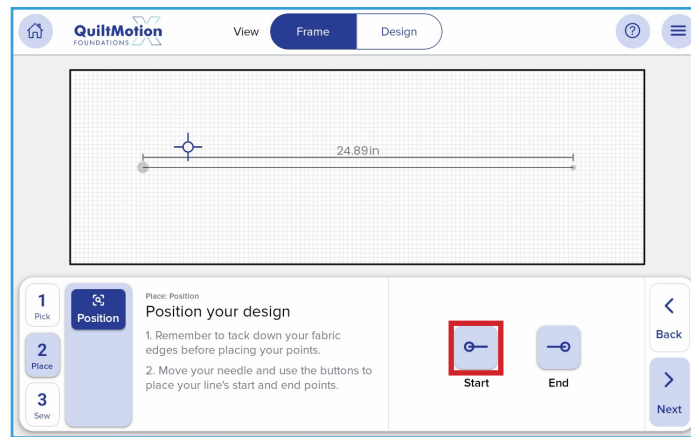 QuiltMotion X
FOUNDATIONS
View
Frame
Design
?
24.89in
1
Pick
2
Place
3
Sew
Position
Place: Position
Position your design
1. Remember to tack down your fabric
edges before placing your points.
2. Move your needle and use the buttons to
place your line's start and end points.
Start
End
Back
Next